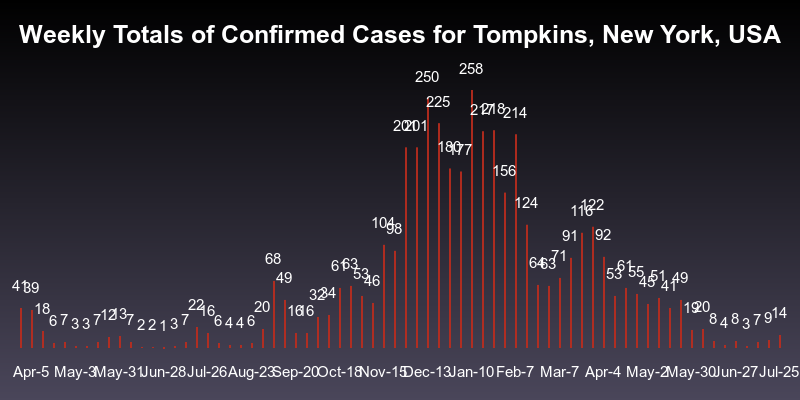 Weekly Totals of Confirmed Cases for Tompkins, New York, USA
41 39 18 6 7 3 3 7 12 13 7 2 2 1 3 7 22 16 6 4 4 6 20 68 49 16 16 32 34 61 63 53 46 104 98 201 201 250 225 180 177 258 217 218 156 214 124 64 63 71 91 116 122 92 53 61 55 45 51 41 49 19 20 8 4 8 3 7 9 14
Apr-5 May-3 May-31 Jun-28 Jul-26 Aug-23 Sep-20 Oct-18 Nov-15 Dec-13 Jan-10 Feb-7 Mar-7 Apr-4 May-2 May-30 Jun-27 Jul-25